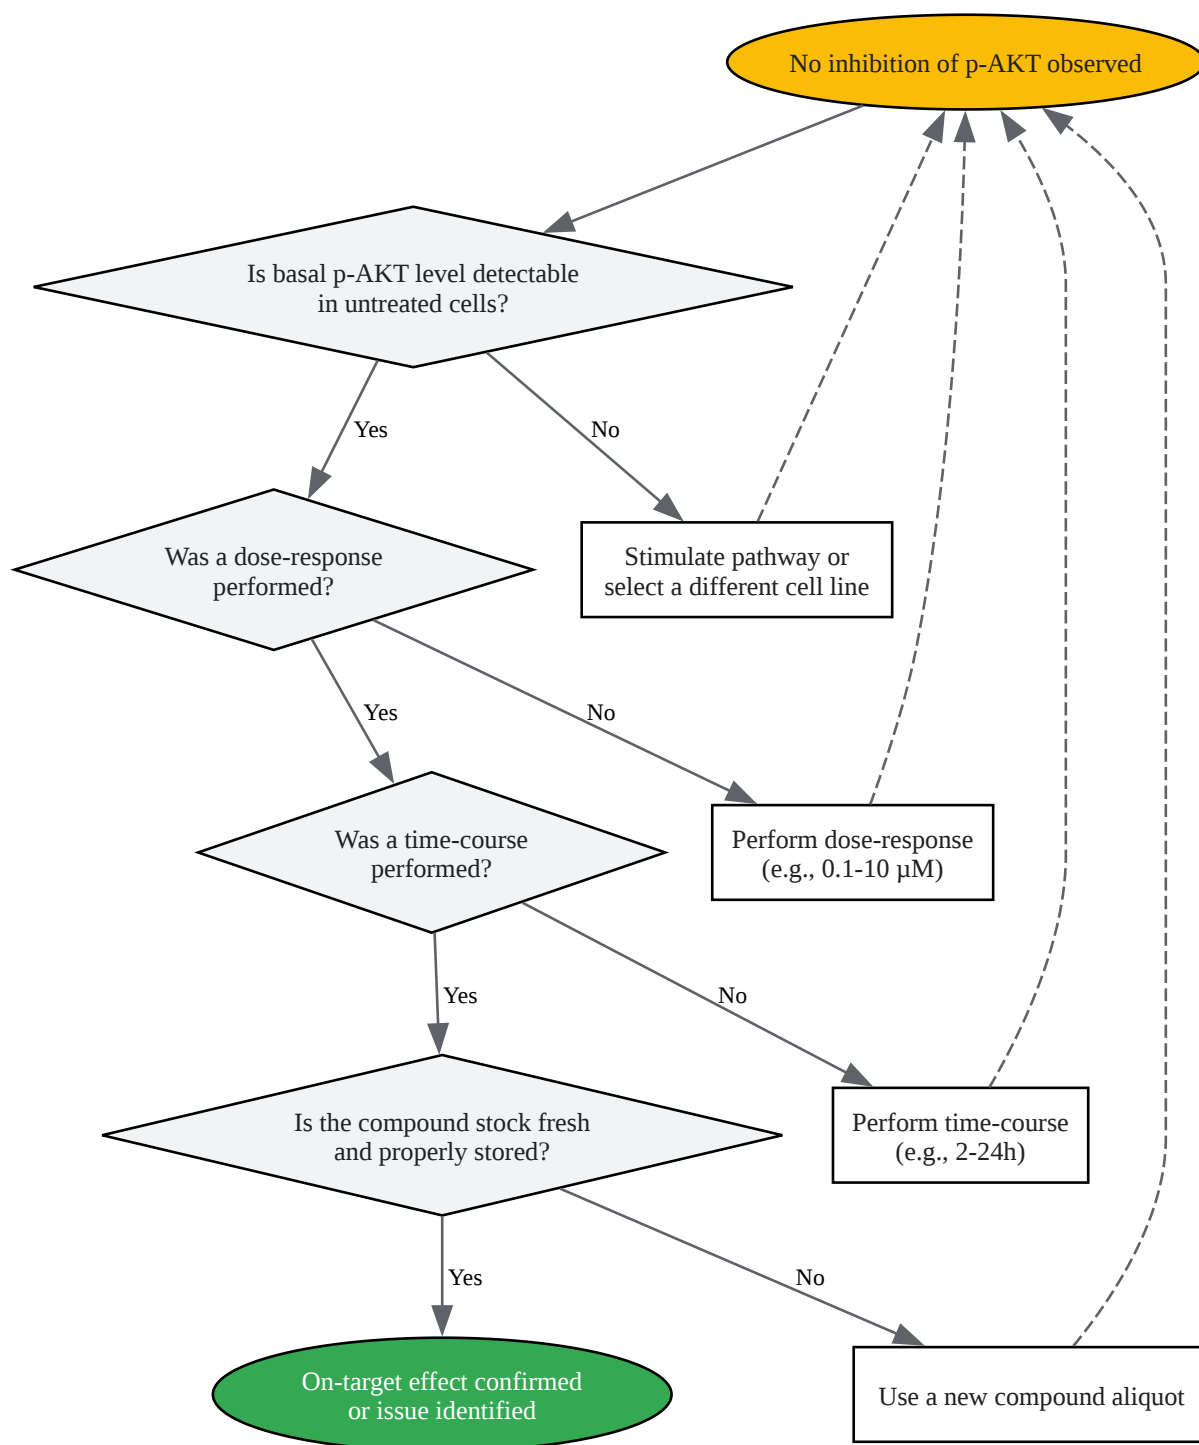 No inhibition of p-AKT observed
Is basal p-AKT level detectable
in untreated cells?
Yes
No
Was a dose-response
performed?
Stimulate pathway or
select a different cell line
Yes
No
Was a time-course
performed?
Perform dose-response
(e.g., 0.1-10 µM)
Yes
No
Is the compound stock fresh
and properly stored?
Perform time-course
(e.g., 2-24h)
Yes
No
On-target effect confirmed
or issue identified
Use a new compound aliquot